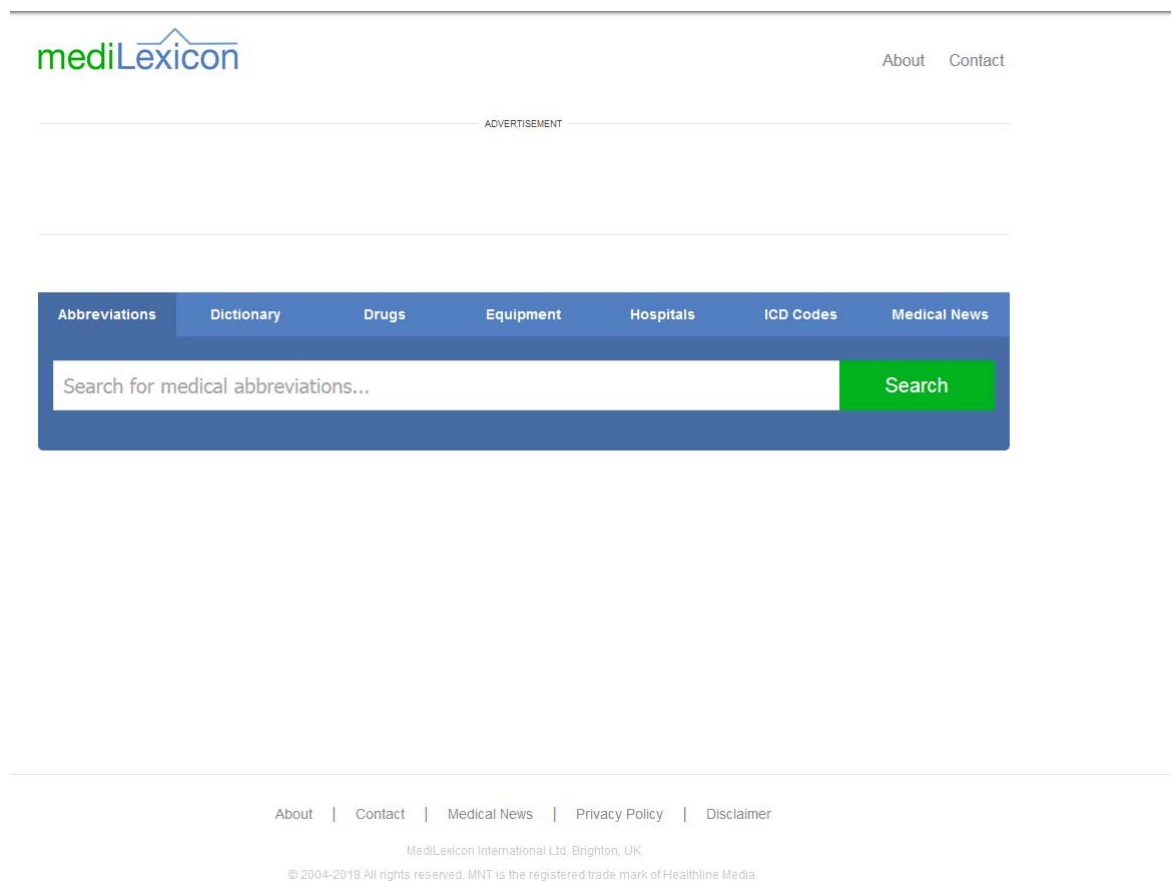 mediLexicon
About Contact
ADVERTISEMENT
Abbreviations Dictionary Drugs Equipment Hospitals ICD Codes Medical News
Search for medical abbreviations... Search
About | Contact | Medical News | Privacy Policy | Disclaimer
MediLexicon International Ltd, Brighton, UK
© 2004-2018 All rights reserved. MNT is the registered trade mark of Healthline Media.